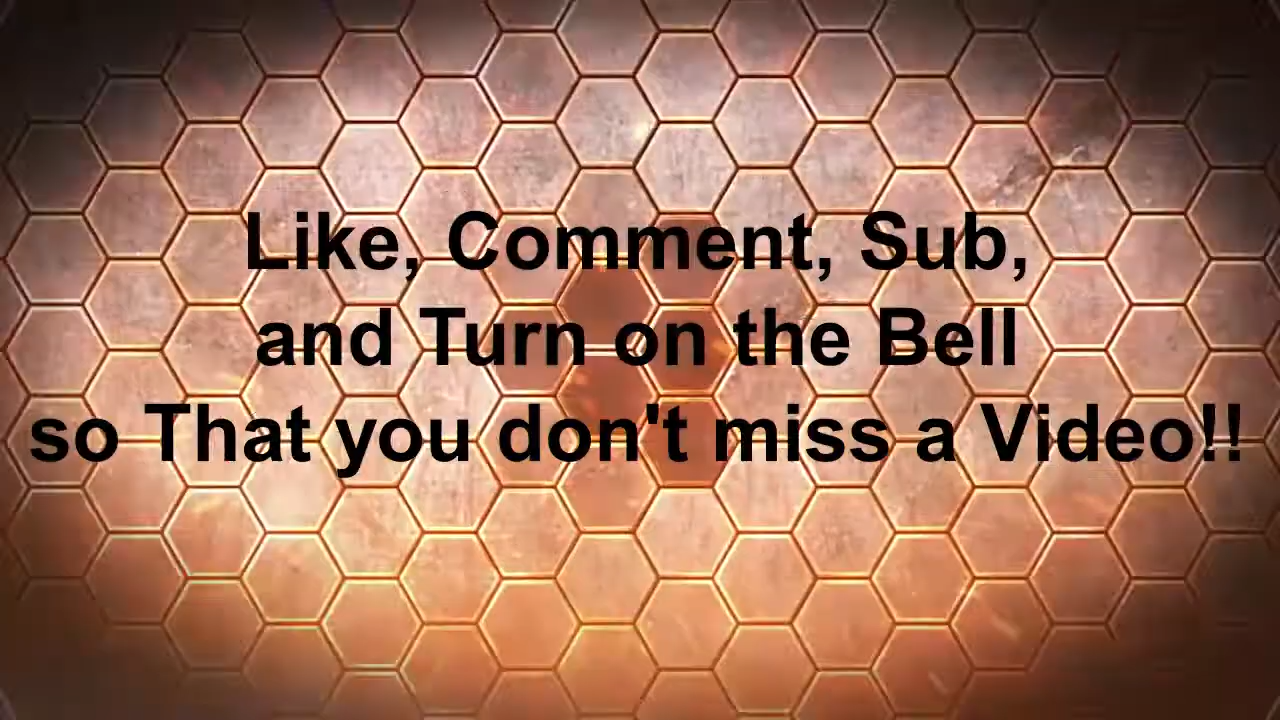 Like, Comment, Sub,
and Turn on the Bell
so That you don't miss a Video!!